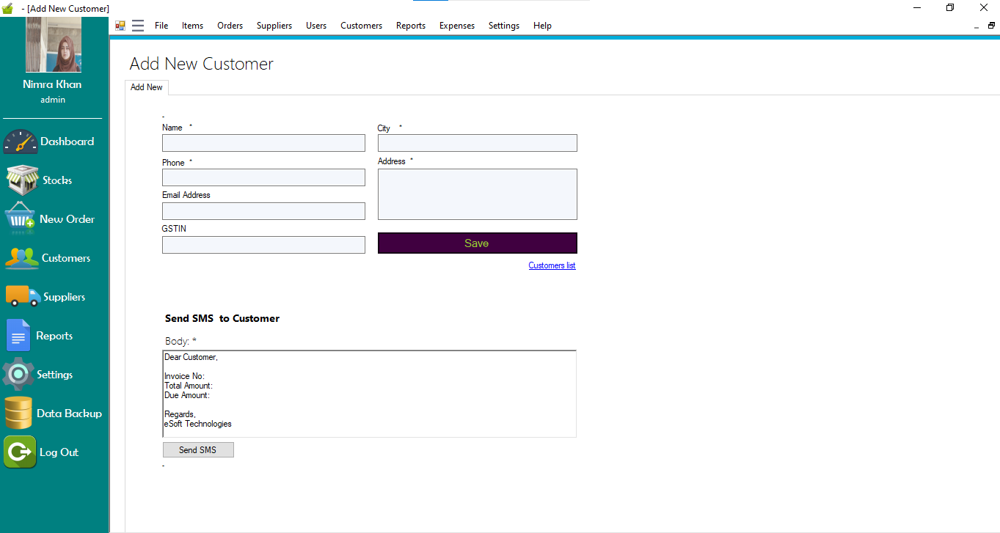 - [Add New Customer]
File Items Orders Suppliers Users Customers Reports Expenses Settings Help
Nimra Khan
admin
Dashboard
Stocks
New Order
Customers
Suppliers
Reports
Settings
Data Backup
Log Out
Add New Customer
Add New
-
Name * City *
Phone * Address *
Email Address
GSTIN
Save
Customers list
Send SMS to Customer
Body: *
Dear Customer,
Invoice No:
Total Amount:
Due Amount:
Regards,
eSoft Technologies
Send SMS
-